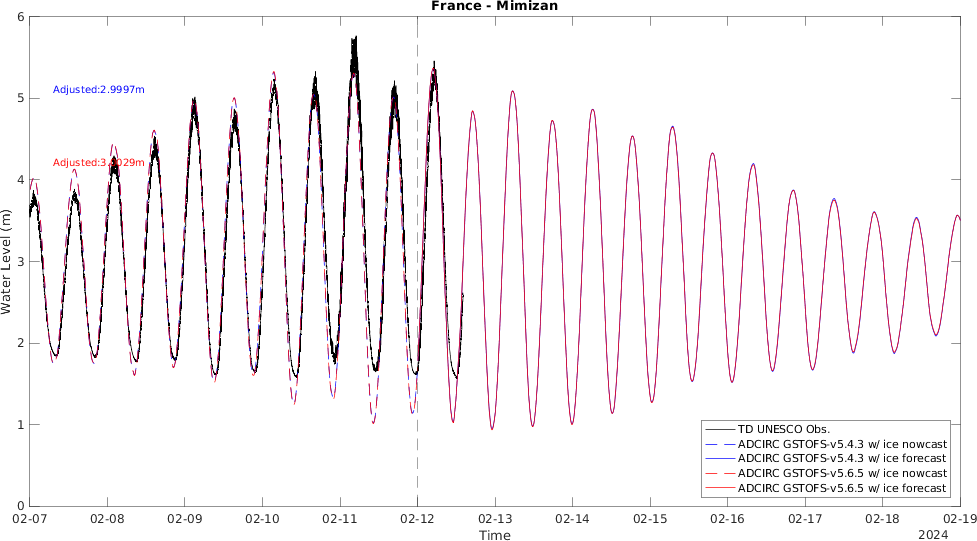 France - Mimizan
6
5
4
3
2
1
0
Water Level (m)
Adjusted:2.9997m
TD UNESCO Obs.
ADCIRC GSTOFS-v5.4.3 w/ ice nowcast
ADCIRC GSTOFS-v5.4.3 w/ ice forecast
ADCIRC GSTOFS-v5.6.5 w/ ice nowcast
ADCIRC GSTOFS-v5.6.5 w/ ice forecast
02-07 02-08 02-09 02-10 02-11 02-12 02-13 02-14 02-15 02-16 02-17 02-18 02-19
Time
2024